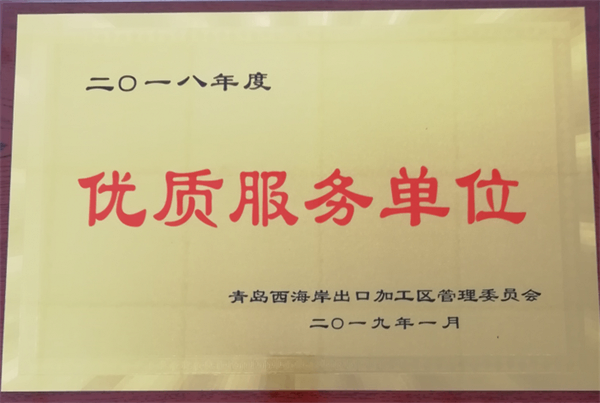 二〇一八年度
优质服务单位
青岛西海岸出口加工区管理委员会
二〇一九年一月